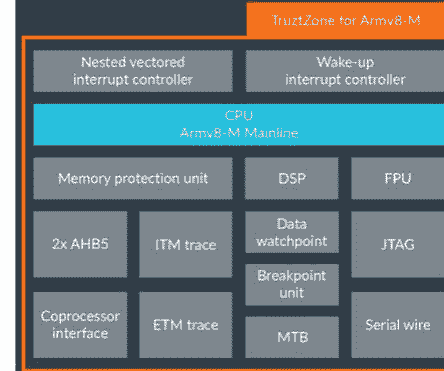 TruztZone for Armv8-M
Nested vectored
interrupt controller
Wake-up
interrupt controller
CPU
Armv8-M Mainline
Memory protection unit
DSP
FPU
2x AHB5
ITM trace
Data
watchpoint
JTAG
Breakpoint
unit
Coprocessor
interface
ETM trace
MTB
Serial wire